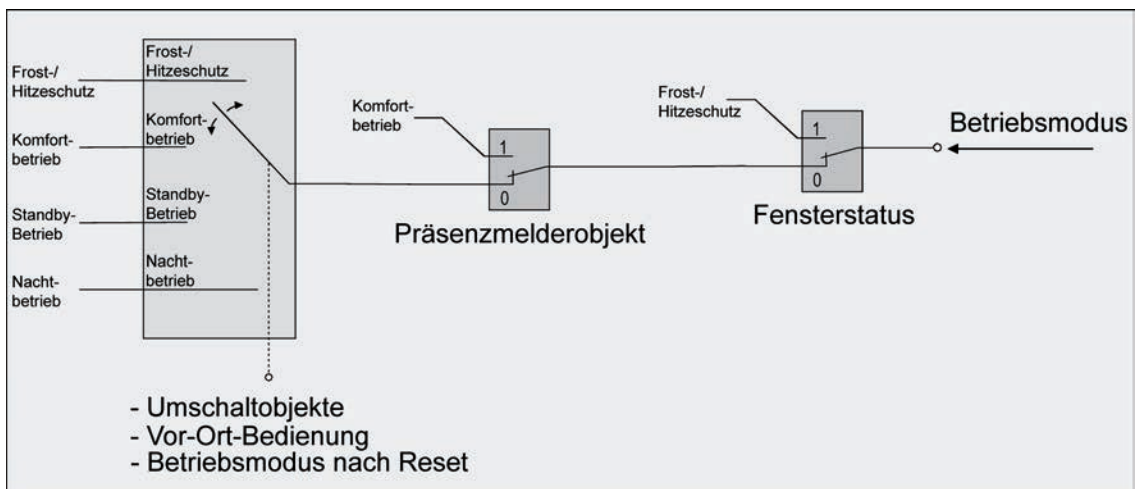 Frost-/
Hitzeschutz
Komfort-
betrieb
Standby-
Betrieb
Nacht-
betrieb
Frost-/
Hitzeschutz
Komfort-
betrieb
Standby-
Betrieb
Nacht-
betrieb
- Umschaltobjekte
- Vor-Ort-Bedienung
- Betriebsmodus nach Reset
Komfort-
betrieb
1
0
Präsenzmelderobjekt
Frost-/
Hitzeschutz
1
0
Fensterstatus
Betriebsmodus